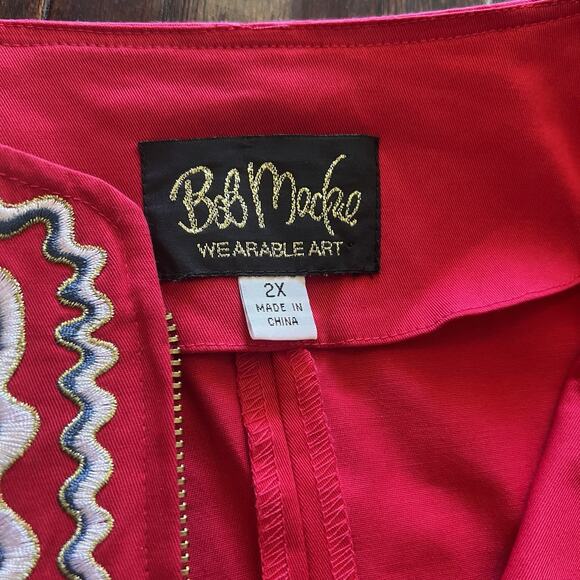 Bob Mackie
WEARABLE ART
2X
MADE IN
CHINA